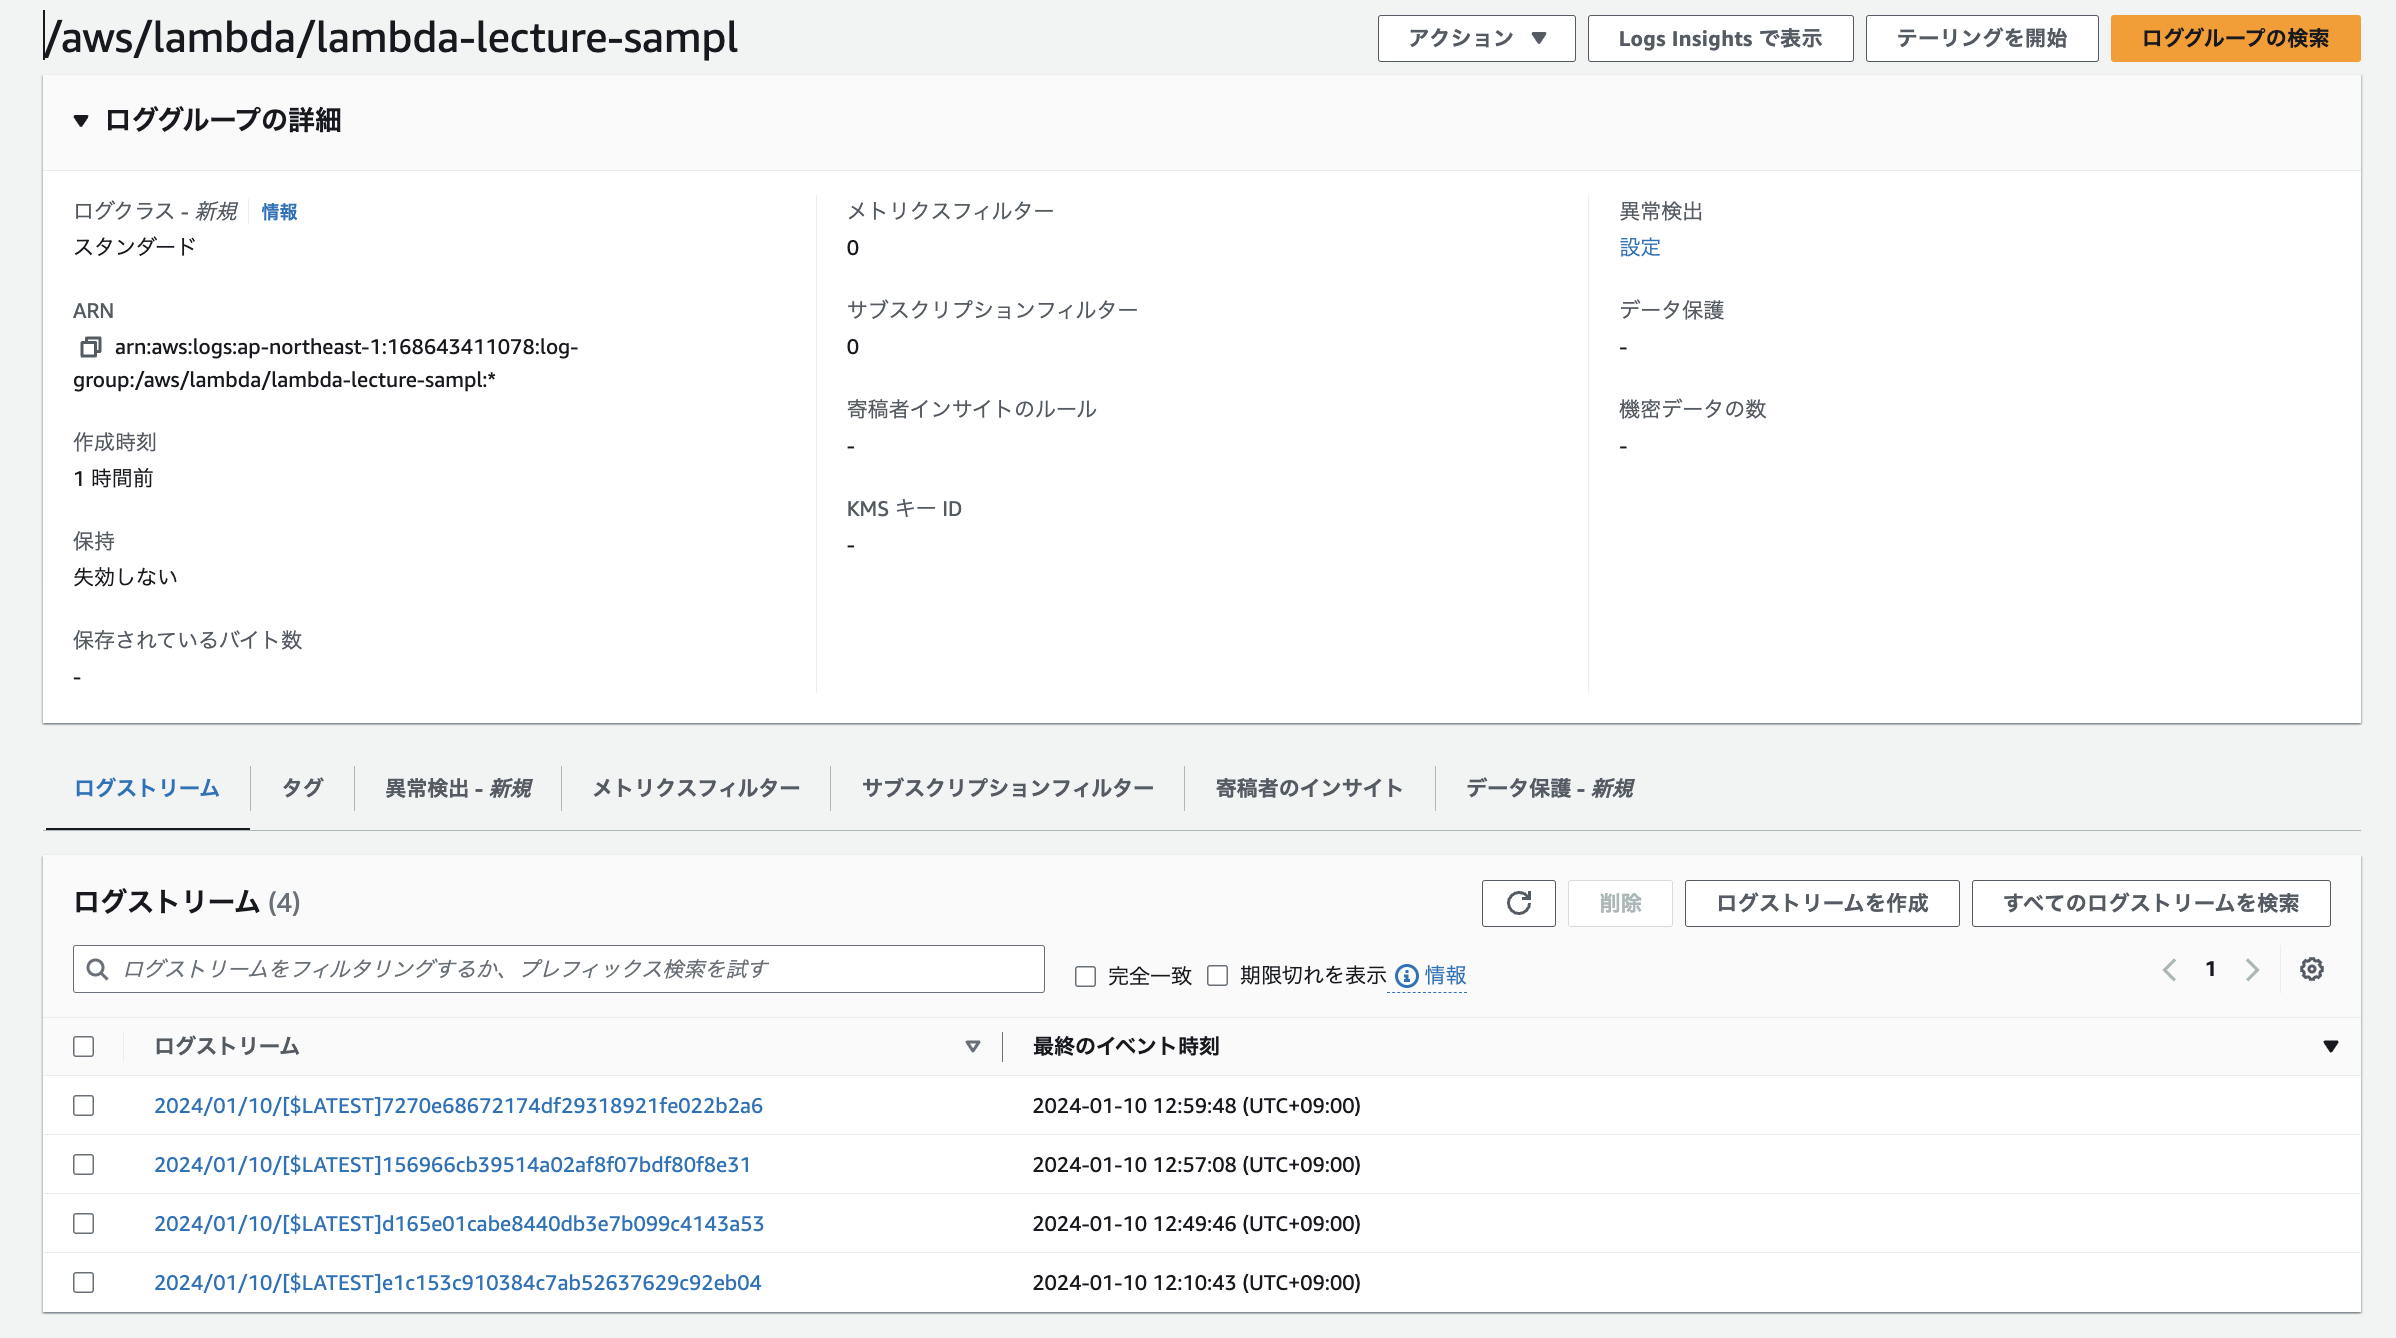 /aws/lambda/lambda-lecture-sampl
アクション ▼ Logs Insights で表示 テーリングを開始 ロググループの検索
▼ ロググループの詳細
ログクラス - 新規 情報
スタンダード
ARN
arn:aws:logs:ap-northeast-1:168643411078:log-
group:/aws/lambda/lambda-lecture-sampl:*
作成時刻
1 時間前
保持
失効しない
保存されているバイト数
-
メトリクスフィルター
0
サブスクリプションフィルター
0
寄稿者インサイトのルール
-
KMS キー ID
-
異常検出
設定
データ保護
-
機密データの数
-
ログストリーム タグ 異常検出 - 新規 メトリクスフィルター サブスクリプションフィルター 寄稿者のインサイト データ保護 - 新規
ログストリーム (4)
削除 ログストリームを作成 すべてのログストリームを検索
ログストリームをフィルタリングするか、プレフィックス検索を試す 完全一致 期限切れを表示 情報 1
ログストリーム 最終のイベント時刻
2024/01/10/[$LATEST]7270e68672174df29318921fe022b2a6 2024-01-10 12:59:48 (UTC+09:00)
2024/01/10/[$LATEST]156966cb39514a02af8f07bdf80f8e31 2024-01-10 12:57:08 (UTC+09:00)
2024/01/10/[$LATEST]d165e01cabe8440db3e7b099c4143a53 2024-01-10 12:49:46 (UTC+09:00)
2024/01/10/[$LATEST]e1c153c910384c7ab52637629c92eb04 2024-01-10 12:10:43 (UTC+09:00)